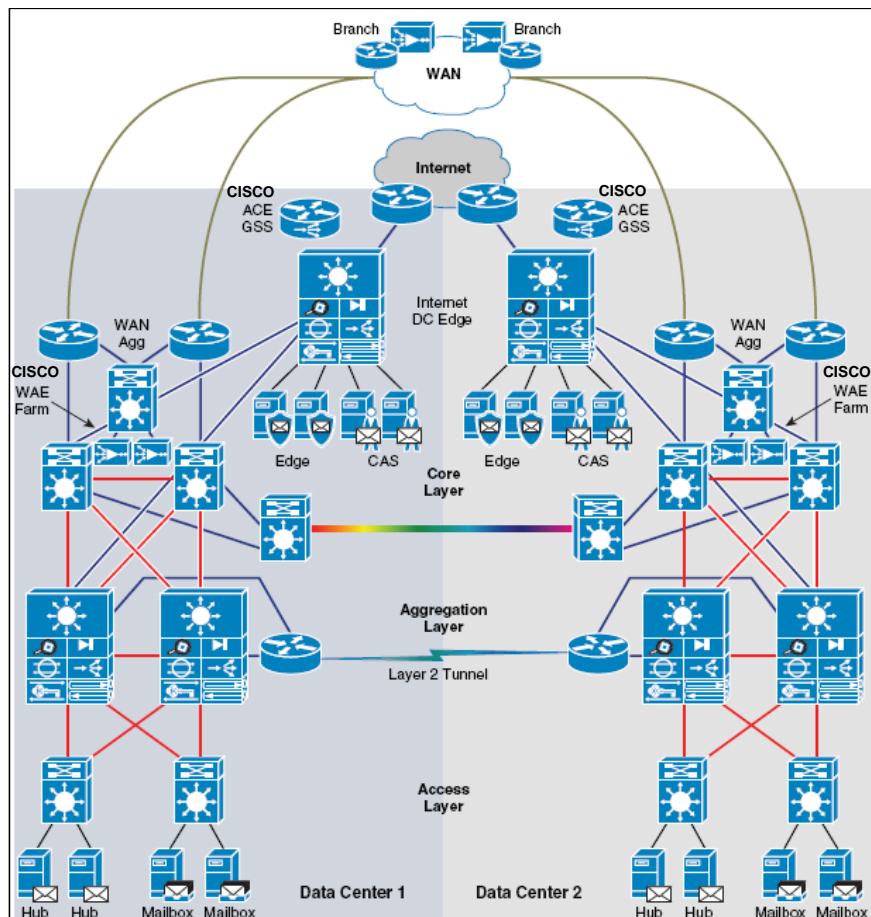 Branch
Branch
WAN
Internet
CISCO
ACE
GSS
CISCO
ACE
GSS
Internet
DC Edge
WAN
Agg
WAN
Agg
CISCO
WAE
Farm
CISCO
WAE
Farm
Edge
CAS
Edge
CAS
Core
Layer
Aggregation
Layer
Layer 2 Tunnel
Access
Layer
Data Center 1
Data Center 2
Hub
Hub
Mailbox
Mailbox
Hub
Hub
Mailbox
Mailbox